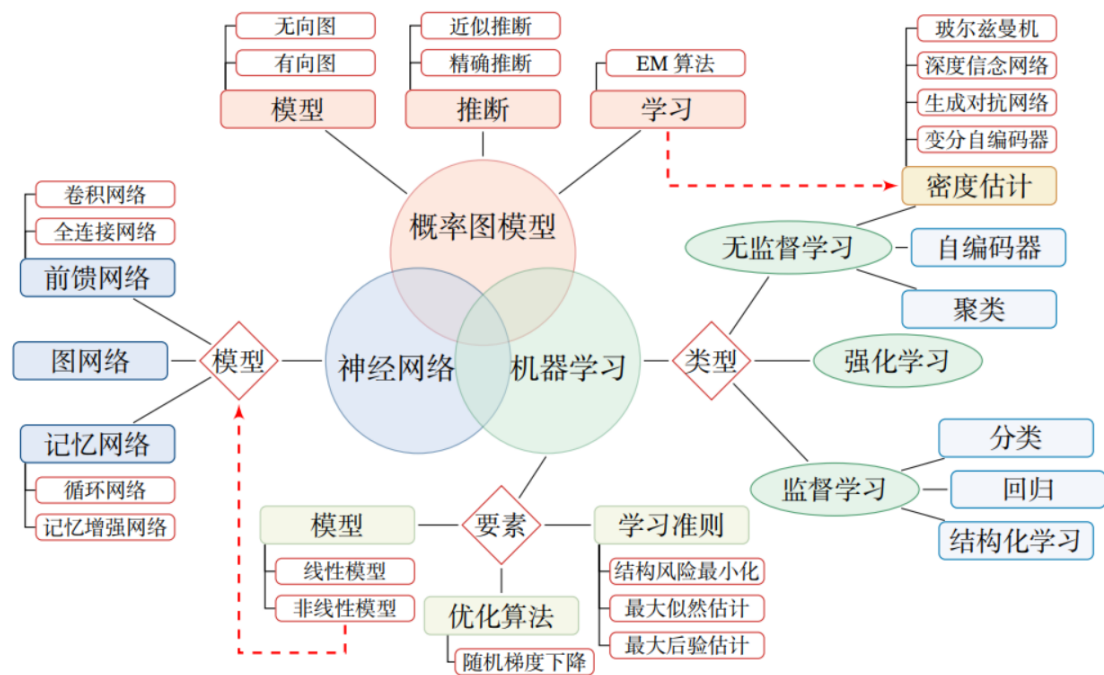 无向图
有向图
模型
近似推断
精确推断
推断
EM 算法
学习
玻尔兹曼机
深度信念网络
生成对抗网络
变分自编码器
密度估计
概率图模型
卷积网络
全连接网络
前馈网络
图网络
记忆网络
循环网络
记忆增强网络
模型
神经网络
机器学习
类型
无监督学习
自编码器
聚类
强化学习
监督学习
分类
回归
结构化学习
要素
模型
线性模型
非线性模型
优化算法
随机梯度下降
学习准则
结构风险最小化
最大似然估计
最大后验估计